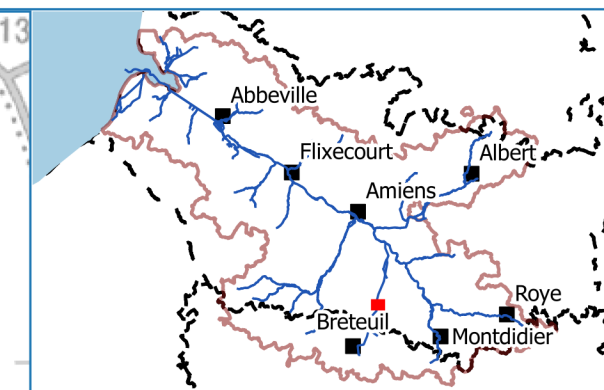 13
Abbeville
Flixecourt
Albert
Amiens
Roye
Breteuil
Montdidier